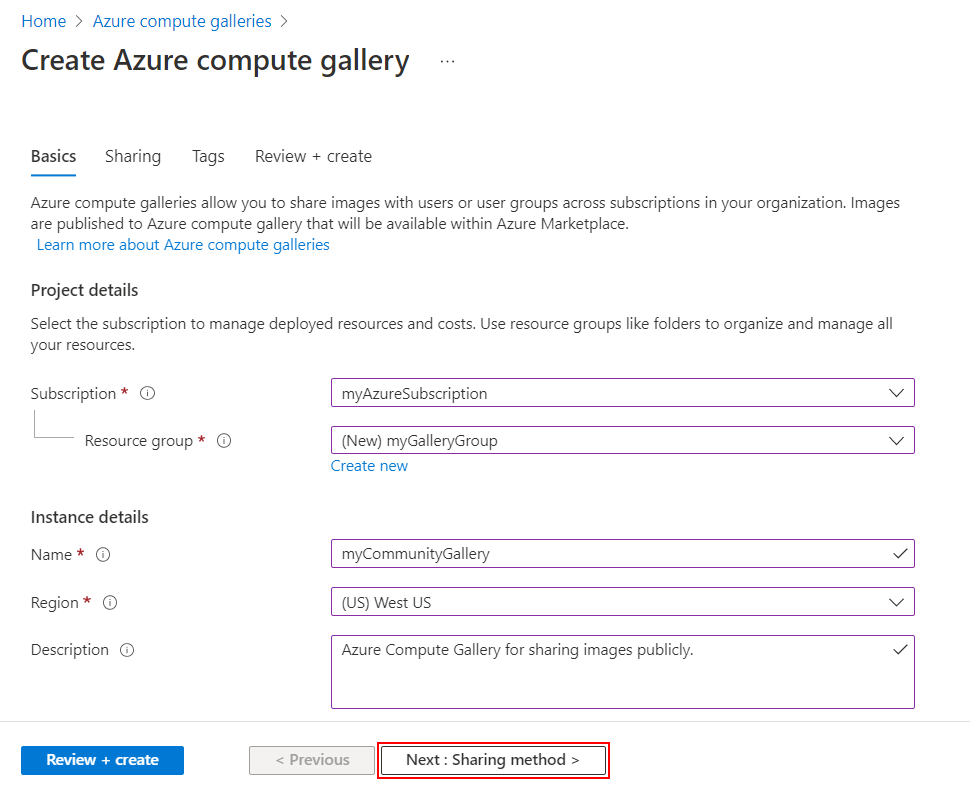 Home > Azure compute galleries >
Create Azure compute gallery ...
Basics Sharing Tags Review + create
Azure compute galleries allow you to share images with users or user groups across subscriptions in your organization. Images
are published to Azure compute gallery that will be available within Azure Marketplace.
Learn more about Azure compute galleries
Project details
Select the subscription to manage deployed resources and costs. Use resource groups like folders to organize and manage all
your resources.
Subscription * myAzureSubscription
Resource group * (New) myGalleryGroup
Create new
Instance details
Name * myCommunityGallery
Region * (US) West US
Description Azure Compute Gallery for sharing images publicly.
Review + create < Previous Next : Sharing method >